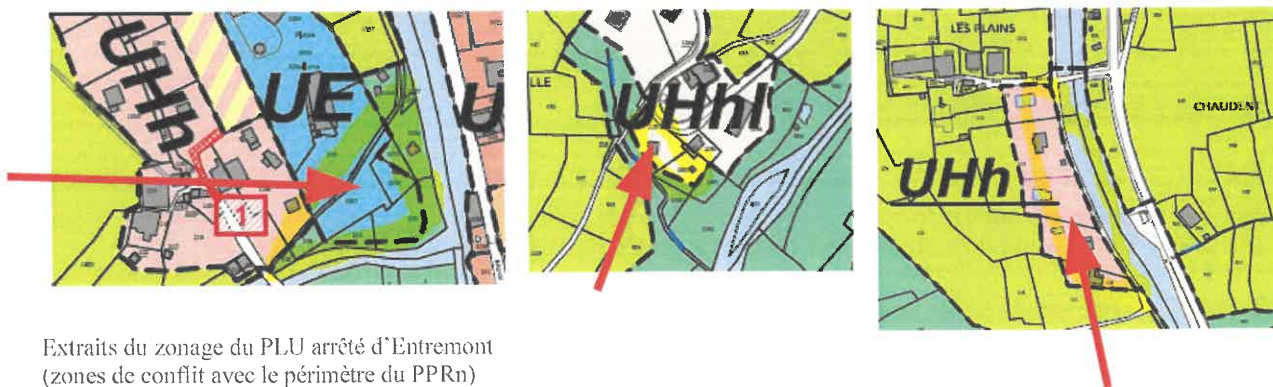 UHh
UE
U
1
LLE
UHhl
LES PLAINS
CHAUDEN
UHh
Extraits du zonage du PLU arrêté d'Entremont
(zones de conflit avec le périmètre du PPRn)